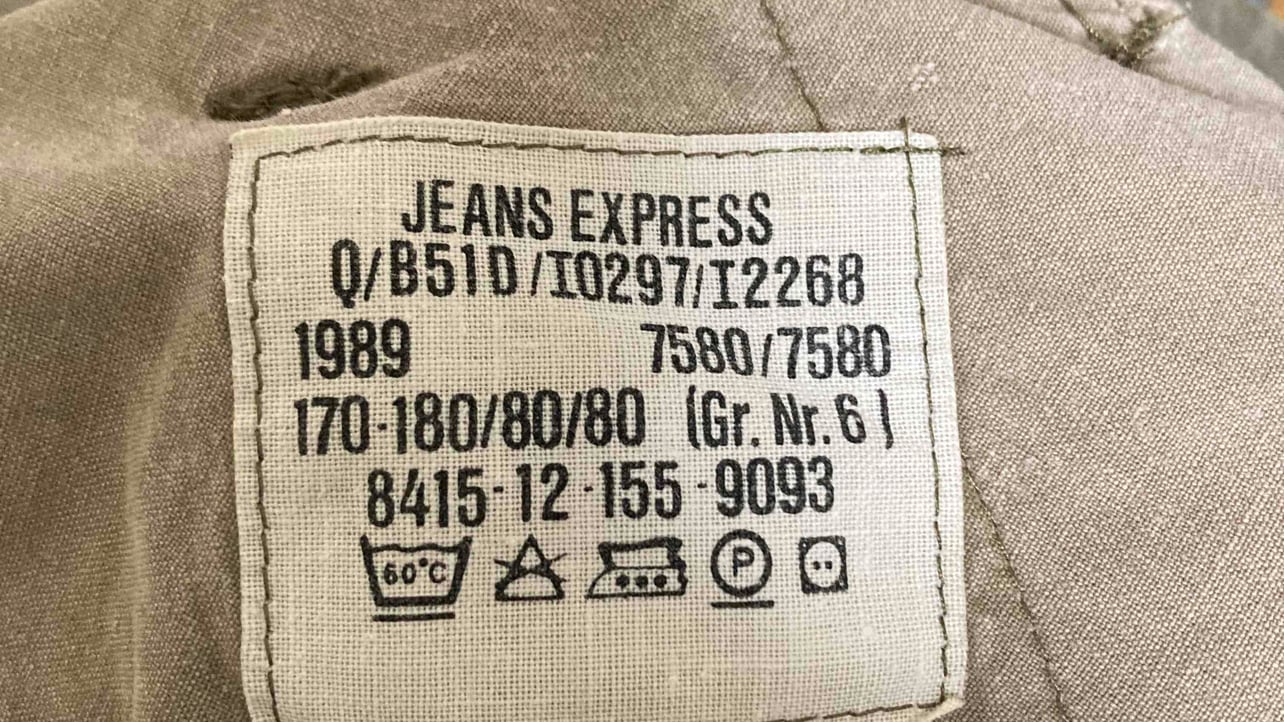 JEANS EXPRESS
Q/B51D/I0297/I2268
1989 7580/7580
170-180/80/80 (Gr. Nr. 6)
8415-12-155-9093
60°C P